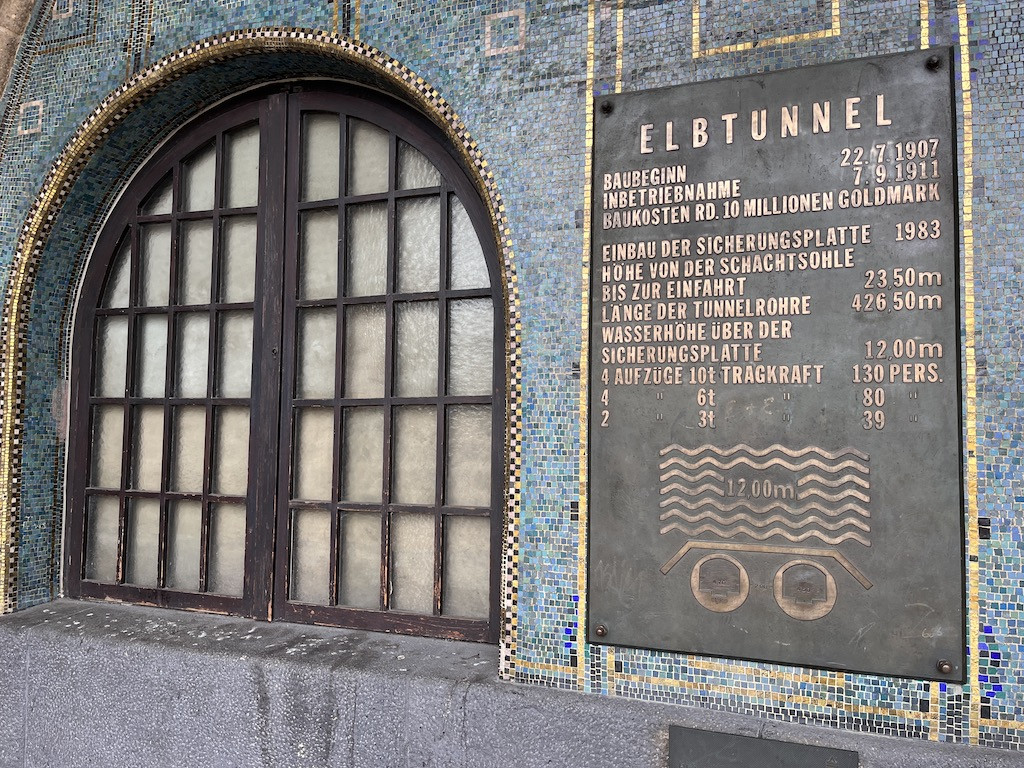 ELBTUNNEL
BAUBEGINN 22.7.1907
INBETRIEBNAHME 7.9.1911
BAUKOSTEN RD. 10 MILLIONEN GOLDMARK
EINBAU DER SICHERUNGSPLATTE 1983
HÖHE VON DER SCHACHTSOHLE
BIS ZUR EINFAHRT 23,50m
LÄNGE DER TUNNELROHRE 426,50m
WASSERHÖHE ÜBER DER
SICHERUNGSPLATTE 12,00m
4 AUFZÜGE 10t TRAGKRAFT 130 PERS.
4 " 6t " 80 "
2 " 3t " 39 "
12,00m